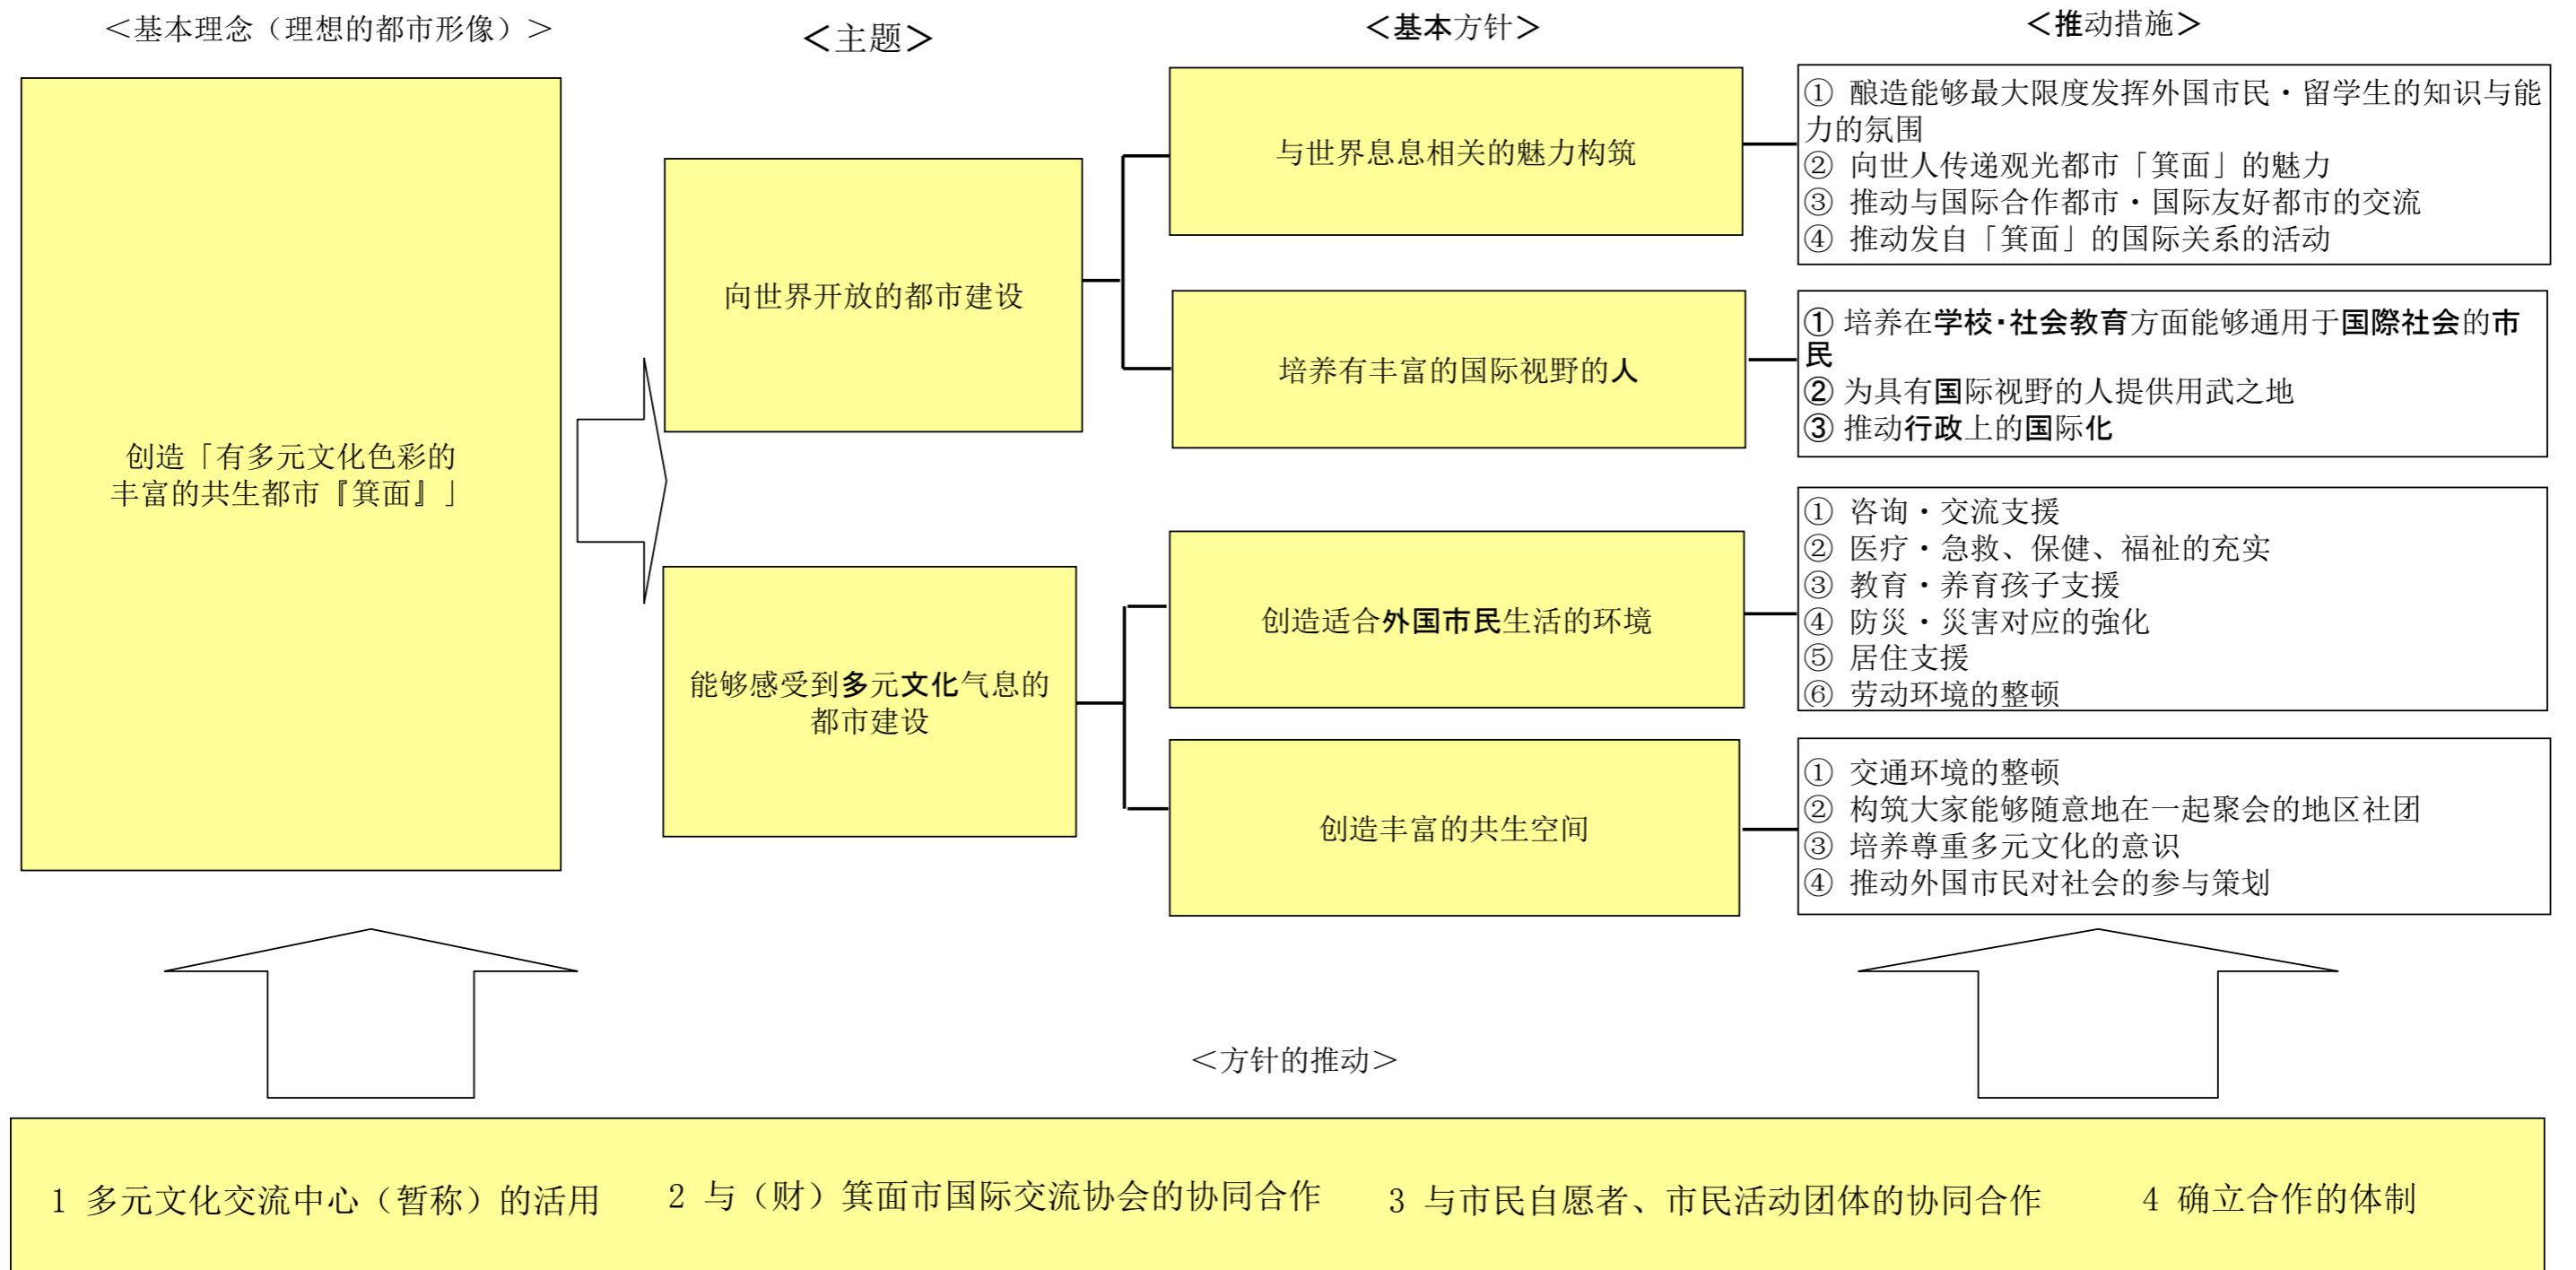 ＜基本理念（理想的都市形像）＞
＜主题＞
＜基本方针＞
＜推动措施＞
创造「有多元文化色彩的
丰富的共生都市『箕面』」
向世界开放的都市建设
能够感受到多元文化气息的
都市建设
与世界息息相关的魅力构筑
培养有丰富的国际视野的人
创造适合外国市民生活的环境
创造丰富的共生空间
① 酿造能够最大限度发挥外国市民・留学生的知识与能
力的氛围
② 向世人传递观光都市「箕面」的魅力
③ 推动与国际合作都市・国际友好都市的交流
④ 推动发自「箕面」的国际关系的活动
① 培养在学校・社会教育方面能够通用于国際社会的市
民
② 为具有国际视野的人提供用武之地
③ 推动行政上的国际化
① 咨询・交流支援
② 医疗・急救、保健、福祉的充实
③ 教育・养育孩子支援
④ 防災・災害对应的強化
⑤ 居住支援
⑥ 劳动环境的整顿
① 交通环境的整顿
② 构筑大家能够随意地在一起聚会的地区社团
③ 培养尊重多元文化的意识
④ 推动外国市民对社会的参与策划
＜方针的推动＞
1 多元文化交流中心（暂称）的活用
2 与（财）箕面市国际交流协会的协同合作
3 与市民自愿者、市民活动团体的协同合作
4 确立合作的体制